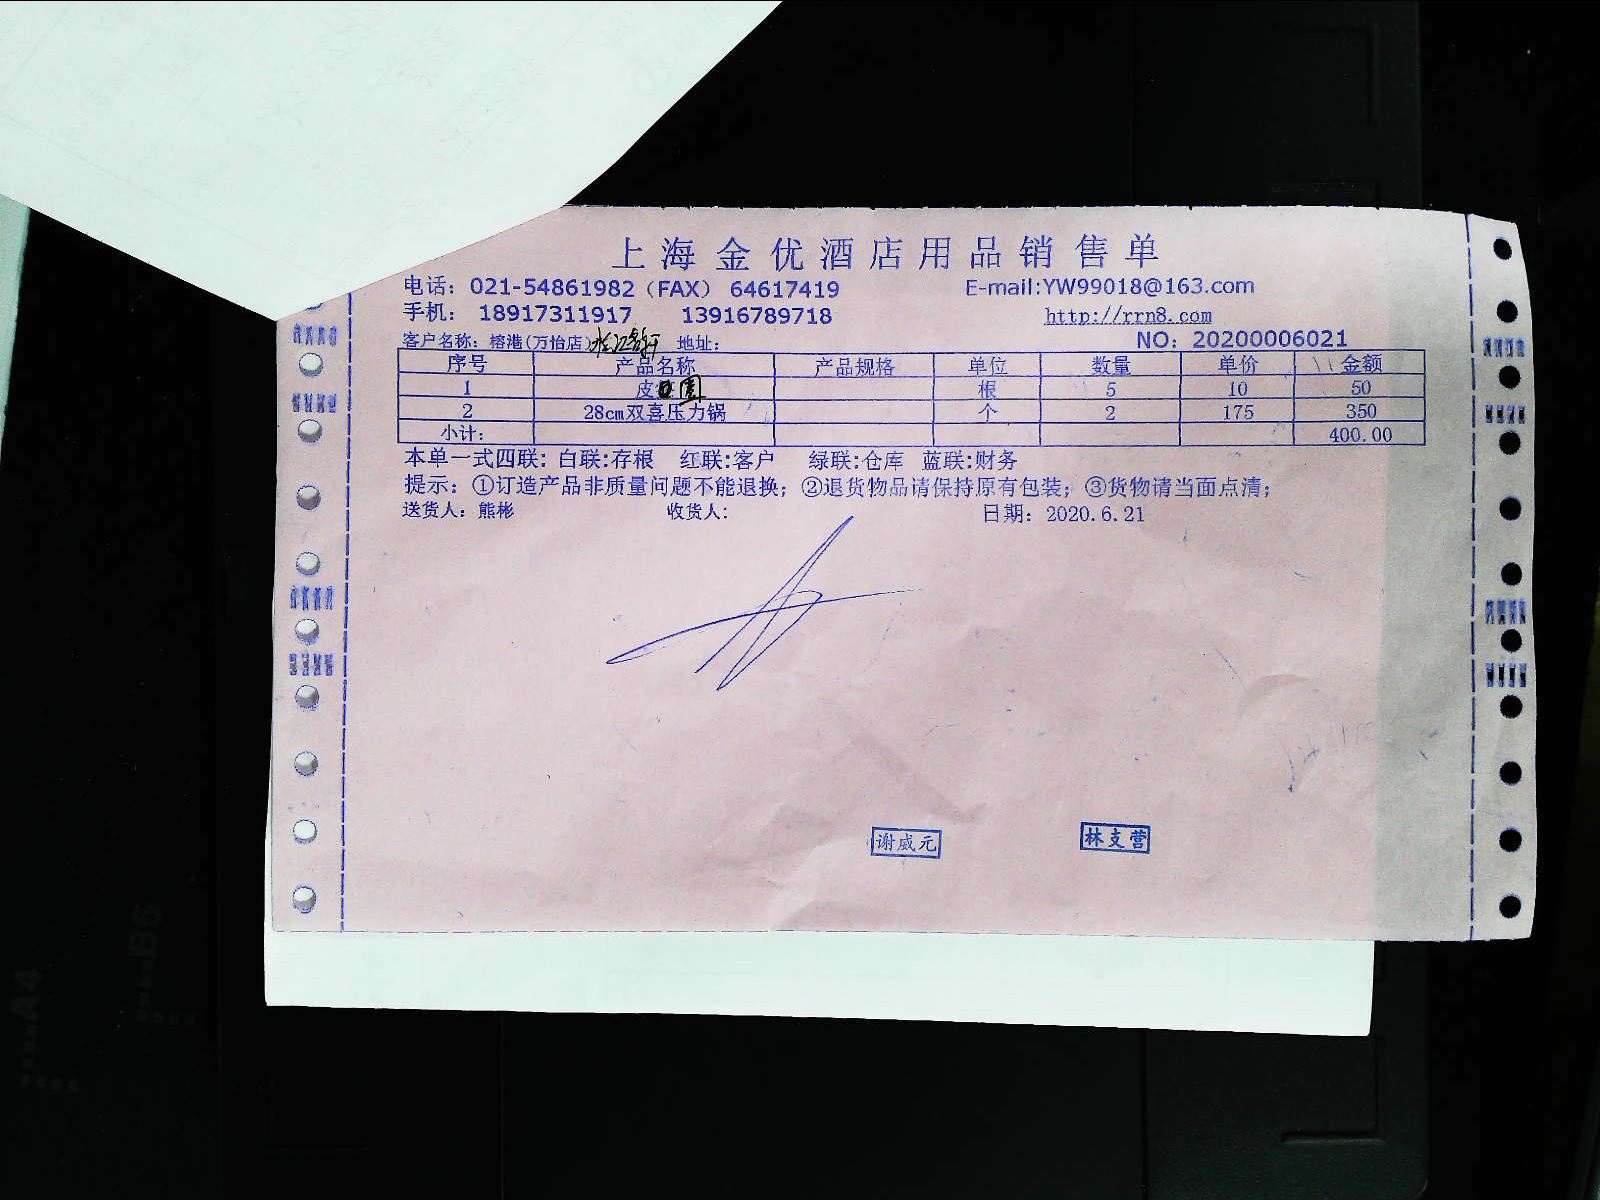 上海金优酒店用品销售单
电话：021-54861982（FAX） 64617419 E-mail:YW99018@163.com
手机： 18917311917 13916789718 http://rrn8.com
客户名称：榕港(万怡店) 地址： NO：20200006021
序号 产品名称 产品规格 单位 数量 单价 金额
1 皮圈 根 5 10 50
2 28cm双喜压力锅 个 2 175 350
小计： 400.00
本单一式四联：白联:存根 红联:客户 绿联:仓库 蓝联:财务
提示：①订造产品非质量问题不能退换；②退货物品请保持原有包装；③货物请当面点清；
送货人：熊彬 收货人: 日期：2020.6.21
谢威元 林支营
B5
A4